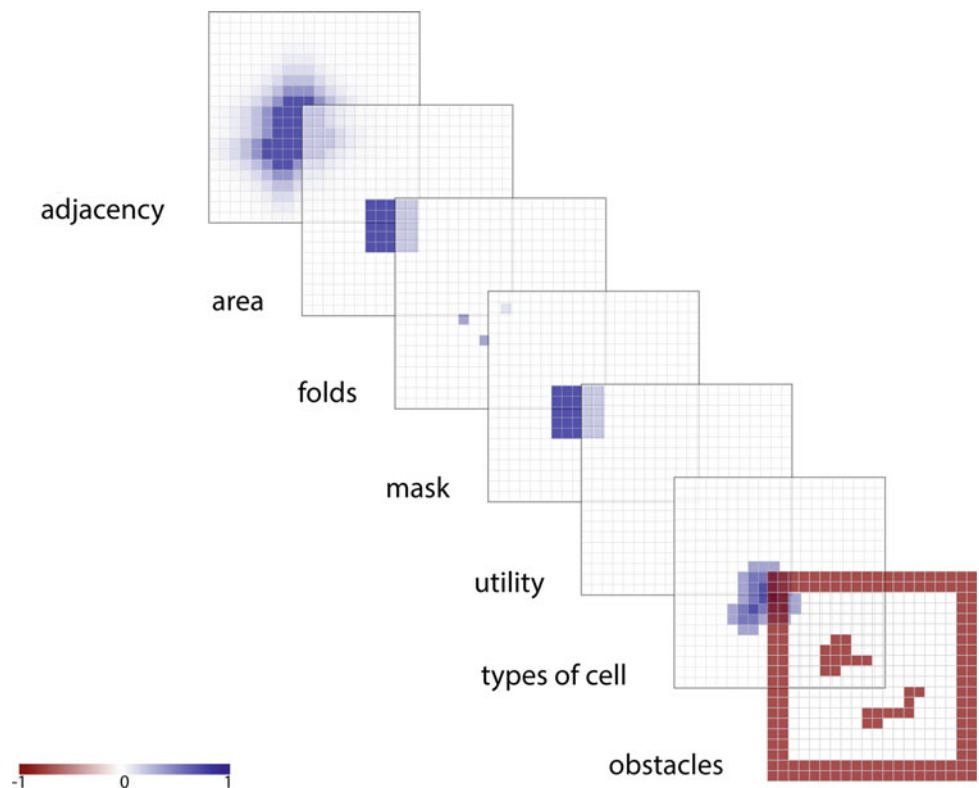 adjacency
area
folds
mask
utility
types of cell
obstacles
-1 0 1